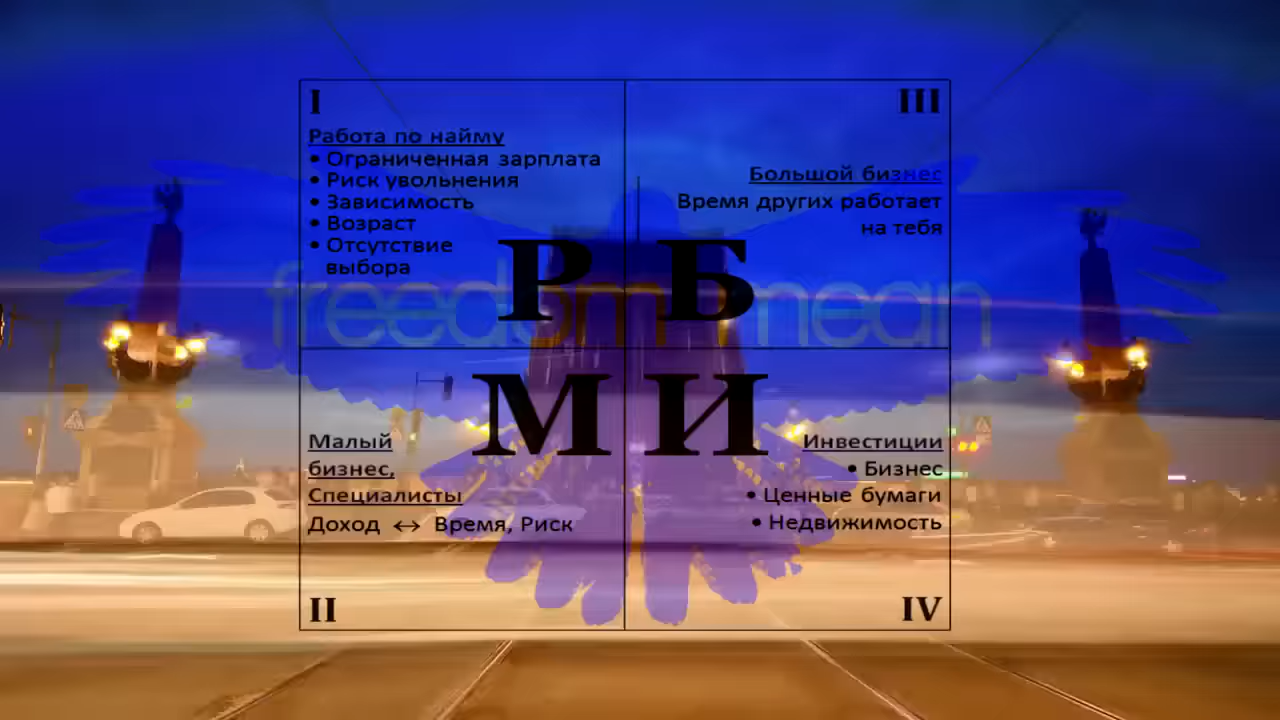 I
Работа по найму
• Ограниченная зарплата
• Риск увольнения
• Зависимость
• Возраст
• Отсутствие
выбора
Р
III
Большой бизнес
Время других работает
на тебя
Б
freedom mean
М
Малый
бизнес,
Специалисты
Доход ↔ Время, Риск
II
И
Инвестиции
• Бизнес
• Ценные бумаги
• Недвижимость
IV